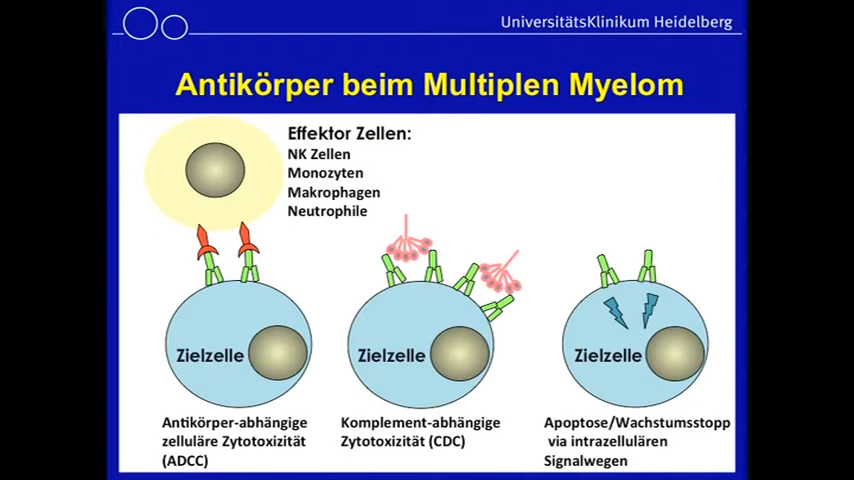 UniversitätsKlinikum Heidelberg
Antikörper beim Multiplen Myelom
Effektor Zellen:
NK Zellen
Monozyten
Makrophagen
Neutrophile
Zielzelle
Zielzelle
Zielzelle
Antikörper-abhängige
zelluläre Zytotoxizität
(ADCC)
Komplement-abhängige
Zytotoxizität (CDC)
Apoptose/Wachstumsstopp
via intrazellulären
Signalwegen